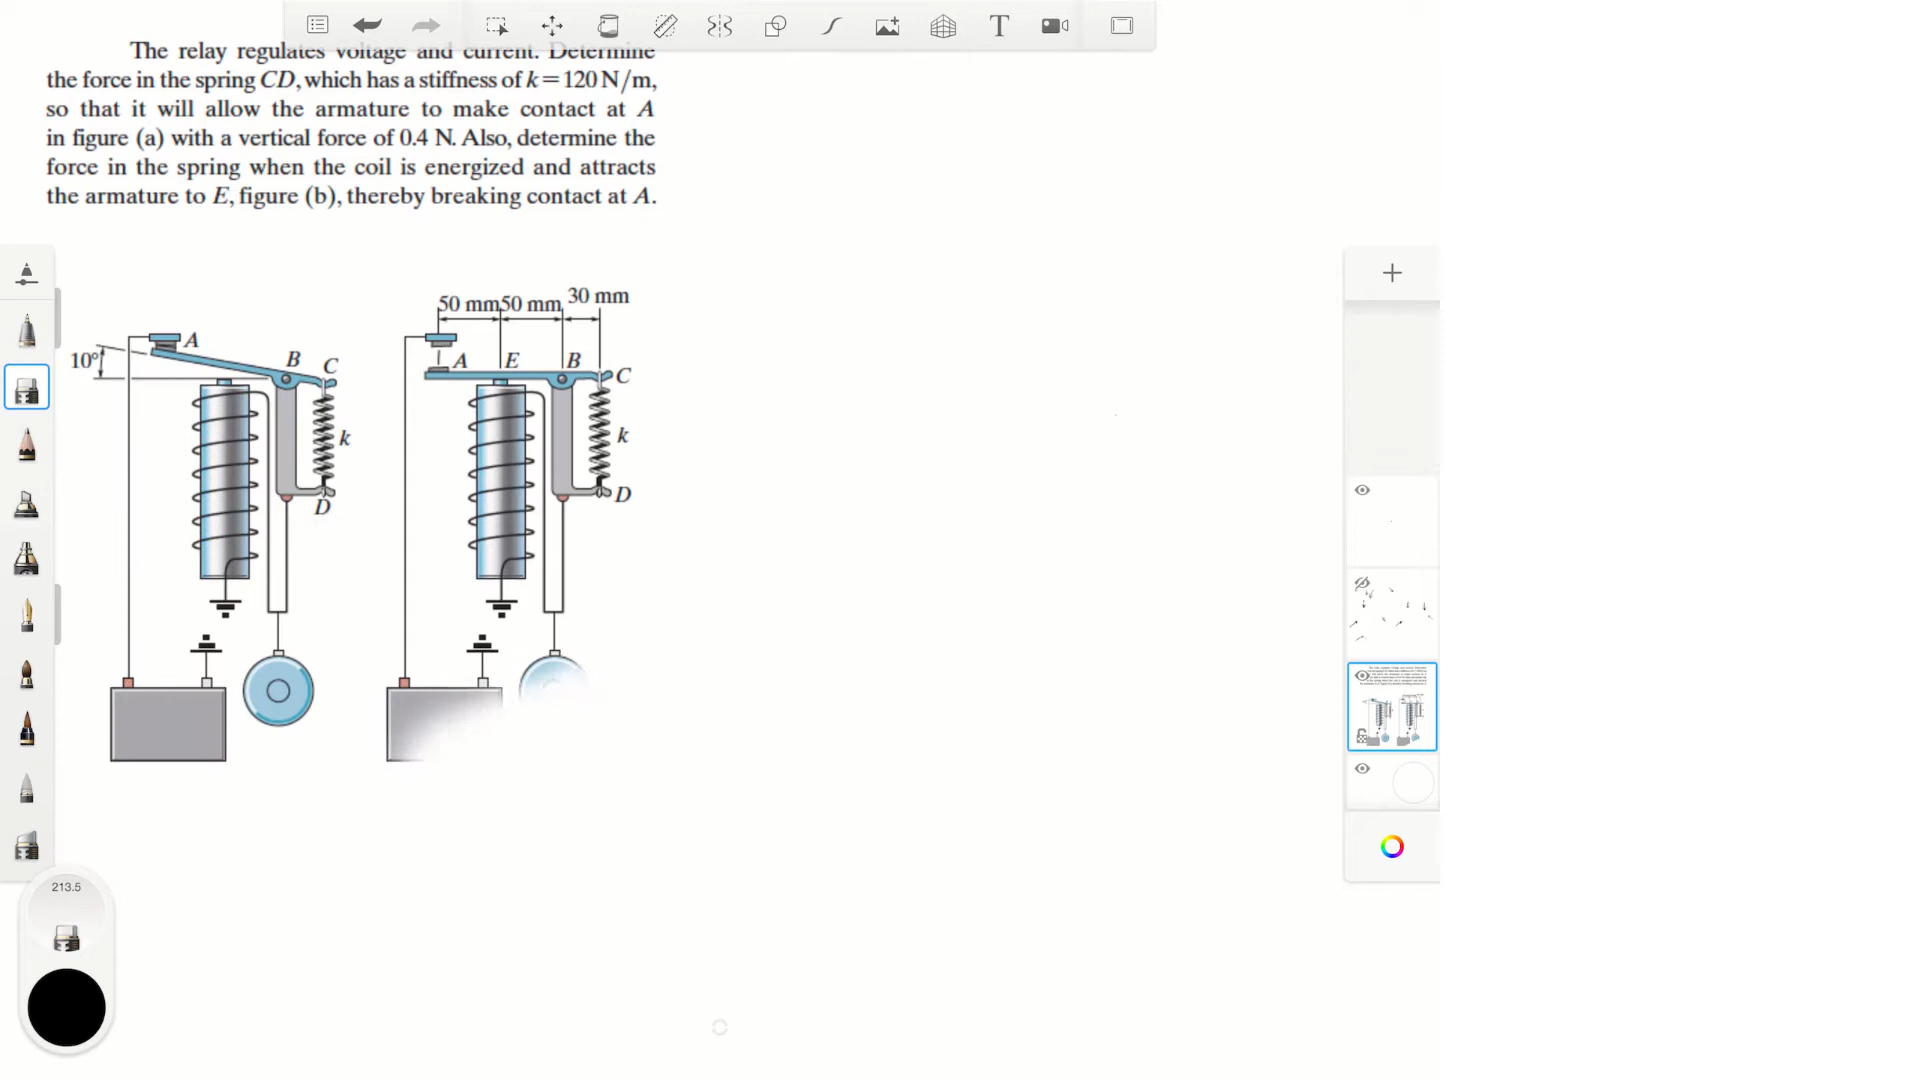 The relay regulates voltage and current. Determine
the force in the spring CD, which has a stiffness of k = 120 N/m,
so that it will allow the armature to make contact at A
in figure (a) with a vertical force of 0.4 N. Also, determine the
force in the spring when the coil is energized and attracts
the armature to E, figure (b), thereby breaking contact at A.
T
50 mm 50 mm 30 mm
A
10°
B
C
k
D
A
E
B
C
k
D
213.5